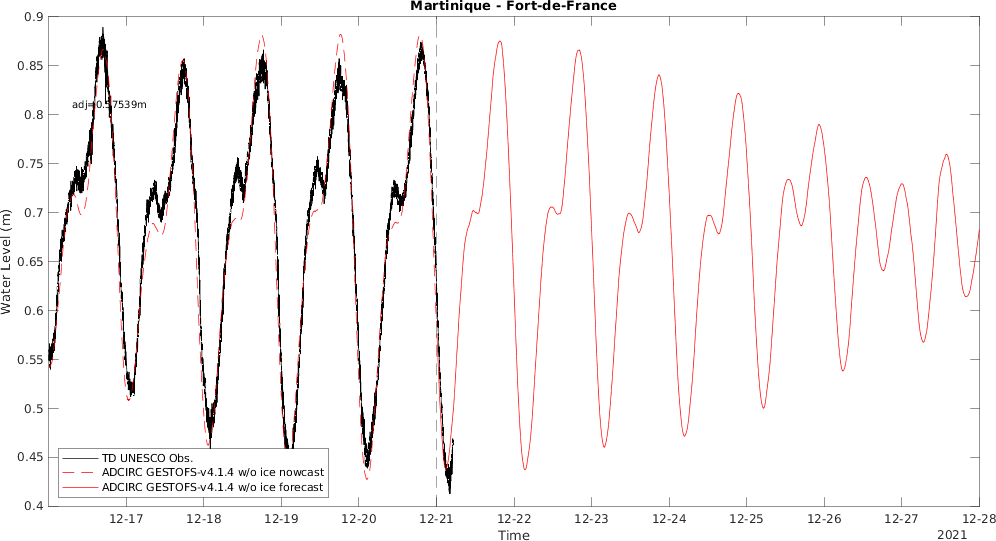 Martinique - Fort-de-France
0.9
0.85
0.8
0.75
0.7
0.65
0.6
0.55
0.5
0.45
0.4
Water Level (m)
adj=0.57539m
TD UNESCO Obs.
ADCIRC GESTOFS-v4.1.4 w/o ice nowcast
ADCIRC GESTOFS-v4.1.4 w/o ice forecast
12-17 12-18 12-19 12-20 12-21 12-22 12-23 12-24 12-25 12-26 12-27 12-28
Time
2021